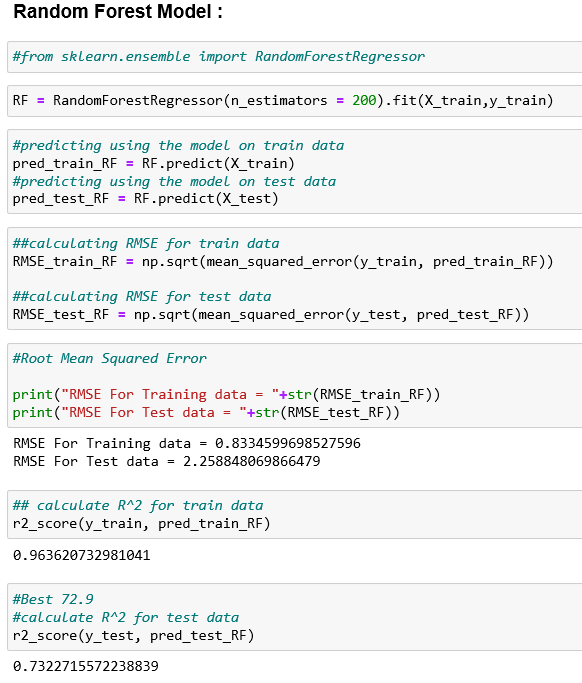 Random Forest Model :
#from sklearn.ensemble import RandomForestRegressor
RF = RandomForestRegressor(n_estimators = 200).fit(X_train,y_train)
#predicting using the model on train data
pred_train_RF = RF.predict(X_train)
#predicting using the model on test data
pred_test_RF = RF.predict(X_test)
##calculating RMSE for train data
RMSE_train_RF = np.sqrt(mean_squared_error(y_train, pred_train_RF))
##calculating RMSE for test data
RMSE_test_RF = np.sqrt(mean_squared_error(y_test, pred_test_RF))
#Root Mean Squared Error
print("RMSE For Training data = "+str(RMSE_train_RF))
print("RMSE For Test data = "+str(RMSE_test_RF))
RMSE For Training data = 0.8334599698527596
RMSE For Test data = 2.258848069866479
## calculate R^2 for train data
r2_score(y_train, pred_train_RF)
0.963620732981041
#Best 72.9
#calculate R^2 for test data
r2_score(y_test, pred_test_RF)
0.7322715572238839